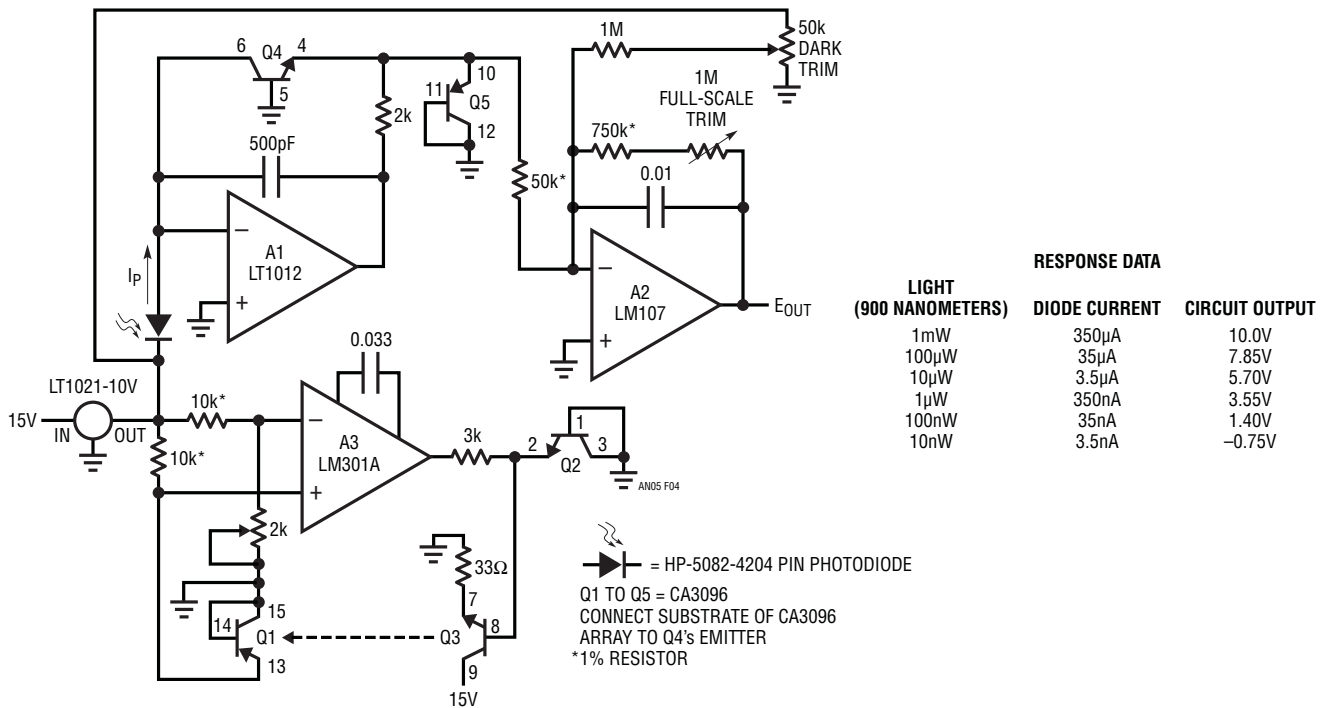 50k
DARK
TRIM
1M
6 Q4 4
5
10
11
Q5
12
2k
1M
FULL-SCALE
TRIM
750k*
500pF
50k*
0.01
IP
−
A1
LT1012
+
−
A2
LM107
+
EOUT
RESPONSE DATA
LIGHT
(900 NANOMETERS) DIODE CURRENT CIRCUIT OUTPUT
1mW 350µA 10.0V
100µW 35µA 7.85V
10µW 3.5µA 5.70V
1µW 350nA 3.55V
100nW 35nA 1.40V
10nW 3.5nA –0.75V
0.033
LT1021-10V
15V
IN OUT
10k*
10k*
−
A3
LM301A
+
3k
1
2 3
Q2
AN05 F04
2k
33Ω
7
15
14
Q1
13
Q3
8
9
15V
= HP-5082-4204 PIN PHOTODIODE
Q1 TO Q5 = CA3096
CONNECT SUBSTRATE OF CA3096
ARRAY TO Q4's EMITTER
*1% RESISTOR